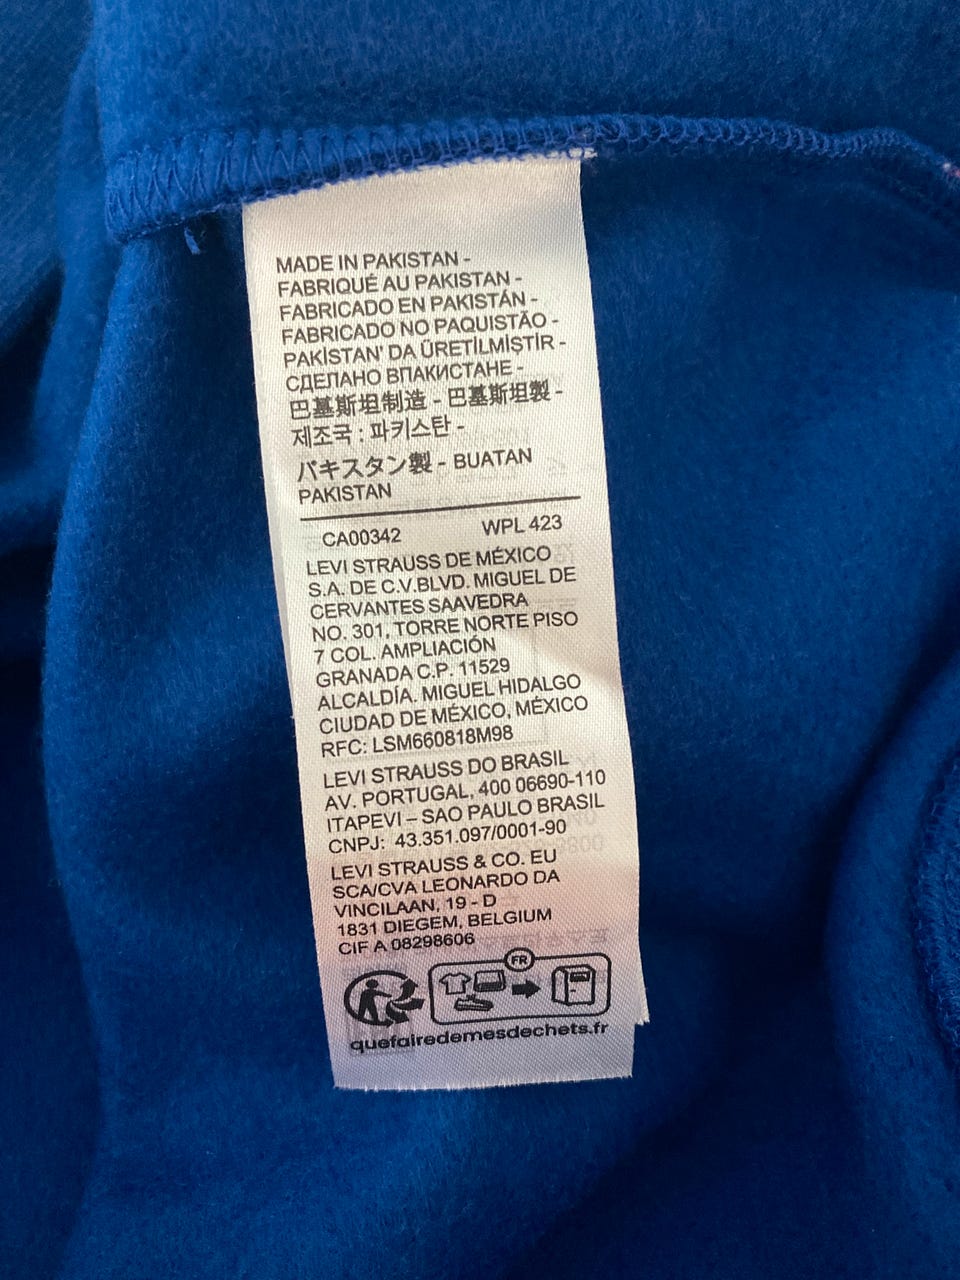 MADE IN PAKISTAN -
FABRIQUÉ AU PAKISTAN -
FABRICADO EN PAKISTÁN -
FABRICADO NO PAQUISTÃO -
PAKİSTAN' DA ÜRETİLMİŞTİR -
СДЕЛАНО ВПАКИСТАНЕ -
巴基斯坦制造 - 巴基斯坦製 -
제조국 : 파키스탄 -
パキスタン製 - BUATAN
PAKISTAN
CA00342 WPL 423
LEVI STRAUSS DE MÉXICO
S.A. DE C.V.BLVD. MIGUEL DE
CERVANTES SAAVEDRA
NO. 301, TORRE NORTE PISO
7 COL. AMPLIACIÓN
GRANADA C.P. 11529
ALCALDÍA. MIGUEL HIDALGO
CIUDAD DE MÉXICO, MÉXICO
RFC: LSM660818M98
LEVI STRAUSS DO BRASIL
AV. PORTUGAL, 400 06690-110
ITAPEVI – SAO PAULO BRASIL
CNPJ: 43.351.097/0001-90
LEVI STRAUSS & CO. EU
SCA/CVA LEONARDO DA
VINCILAAN, 19 - D
1831 DIEGEM, BELGIUM
CIF A 08298606
FR
quefairedemesdechets.fr